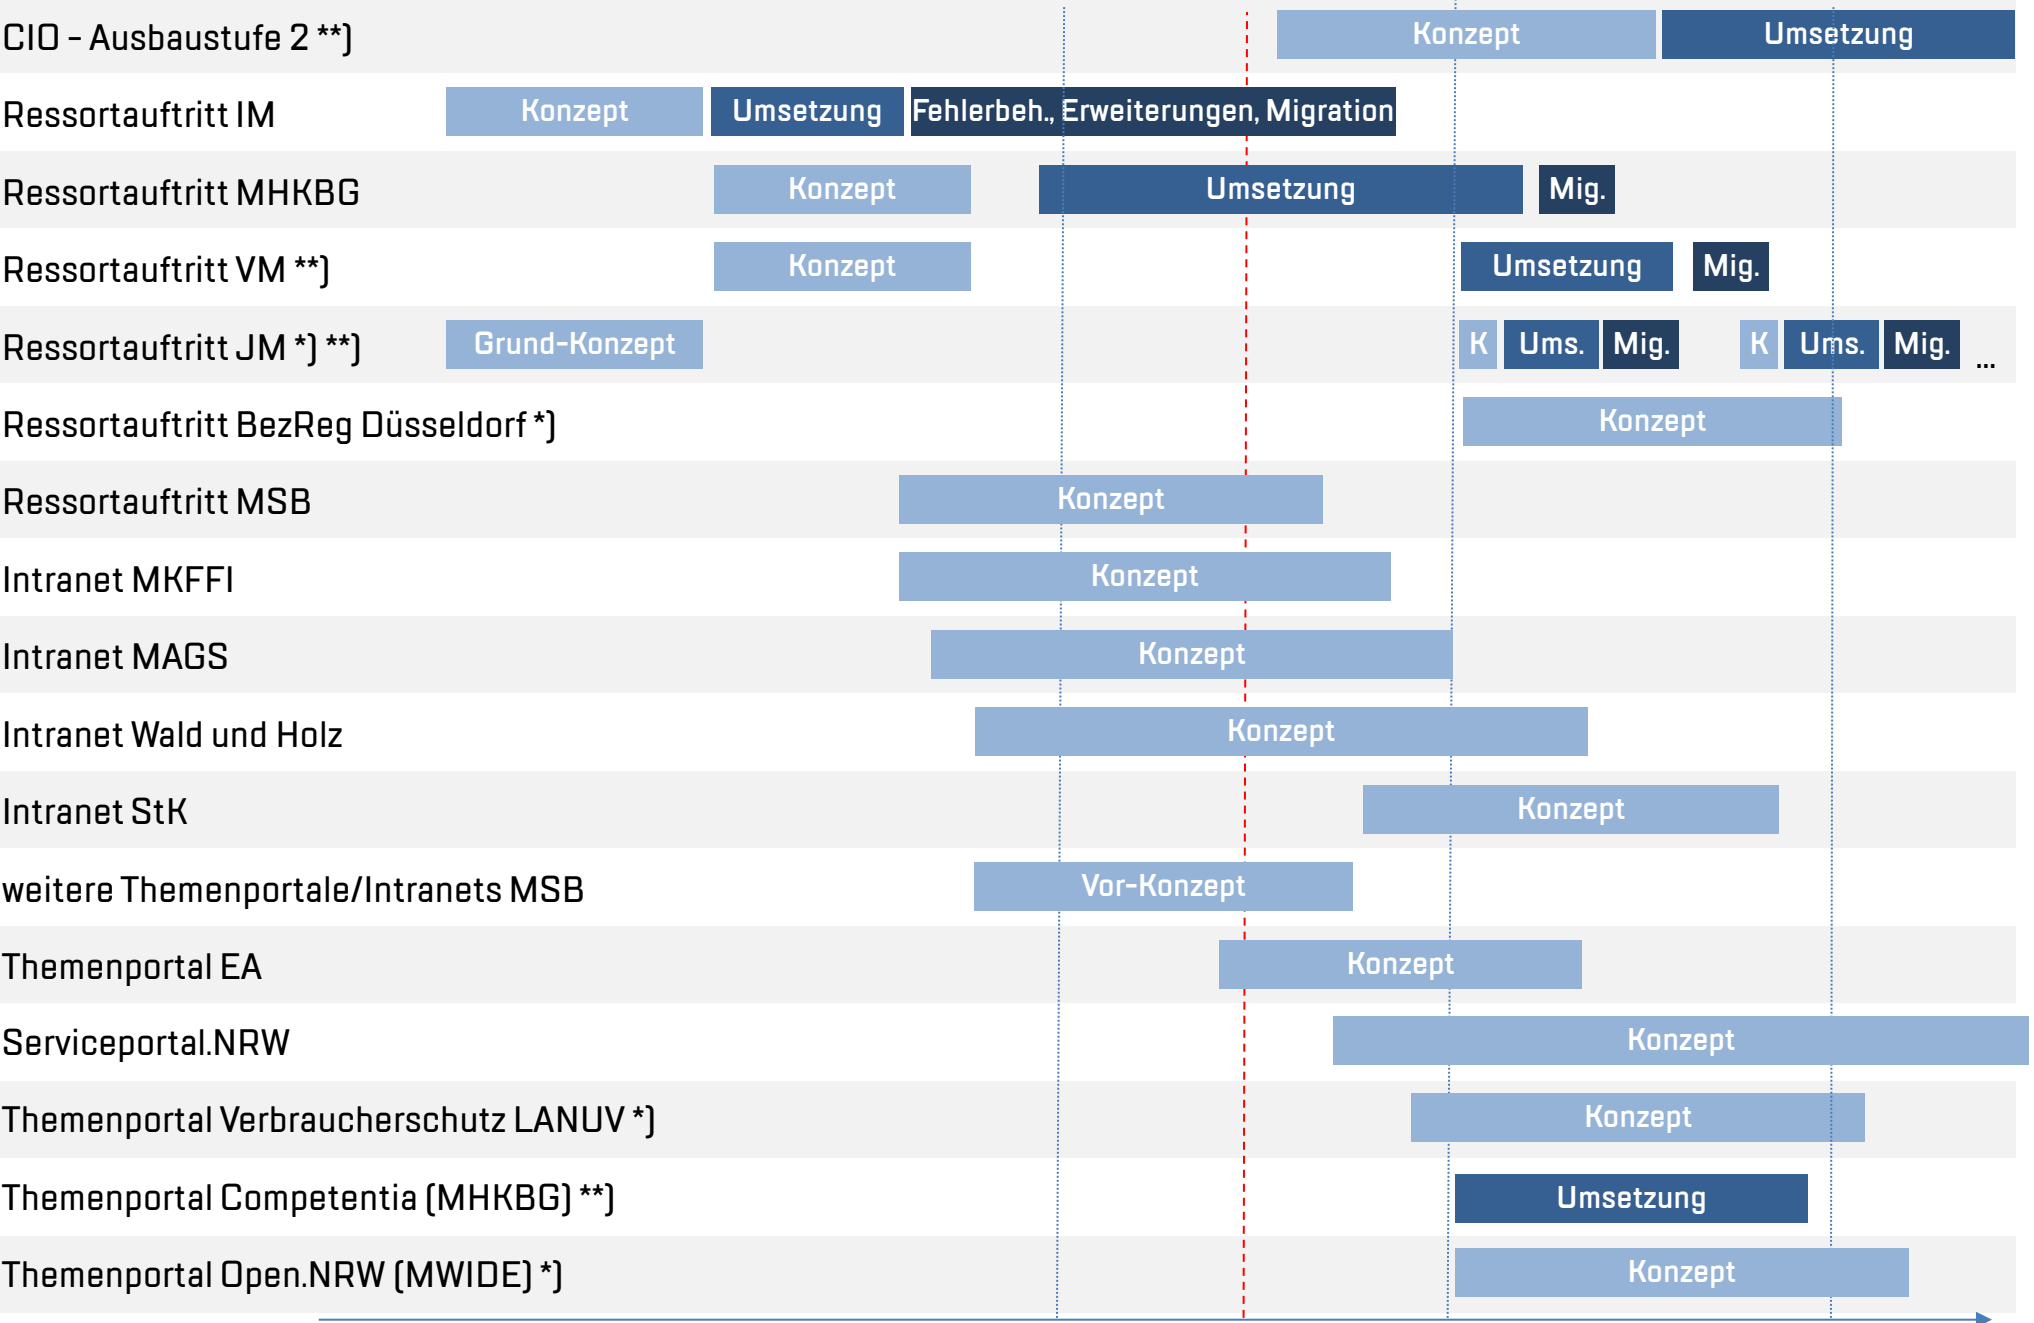 CIO - Ausbaustufe 2 **) Konzept Umsetzung
Ressortauftritt IM Konzept Umsetzung Fehlerbeh., Erweiterungen, Migration
Ressortauftritt MHKBG Konzept Umsetzung Mig.
Ressortauftritt VM **) Konzept Umsetzung Mig.
Ressortauftritt JM *) **) Grund-Konzept K Ums. Mig. K Ums. Mig. ...
Ressortauftritt BezReg Düsseldorf *) Konzept
Ressortauftritt MSB Konzept
Intranet MKFFI Konzept
Intranet MAGS Konzept
Intranet Wald und Holz Konzept
Intranet StK Konzept
weitere Themenportale/Intranets MSB Vor-Konzept
Themenportal EA Konzept
Serviceportal.NRW Konzept
Themenportal Verbraucherschutz LANUV *) Konzept
Themenportal Competentia (MHKBG) **) Umsetzung
Themenportal Open.NRW (MWIDE) *) Konzept